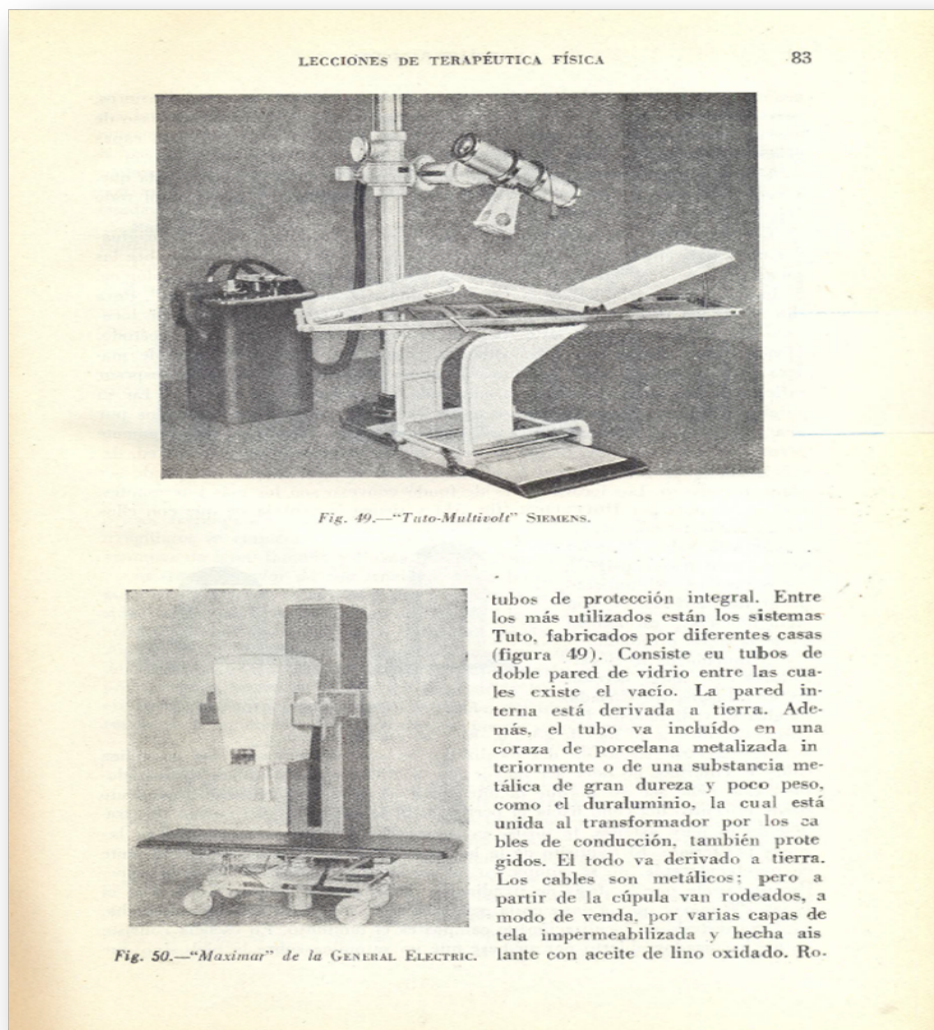 LECCIONES DE TERAPÉUTICA FÍSICA
83
Fig. 49.—“Tuto-Multivolt” SIEMENS.
tubos de protección integral. Entre
los más utilizados están los sistemas
Tuto, fabricados por diferentes casas
(figura 49). Consiste eu tubos de
doble pared de vidrio entre las cua-
les existe el vacío. La pared in-
terna está derivada a tierra. Ade-
más, el tubo va incluído en una
coraza de porcelana metalizada in
teriormente o de una substancia me-
tálica de gran dureza y poco peso,
como el duraluminio, la cual está
unida al transformador por los ca
bles de conducción, también prote
gidos. El todo va derivado a tierra.
Los cables son metálicos; pero a
partir de la cúpula van rodeados, a
modo de venda, por varias capas de
tela impermeabilizada y hecha ais
lante con aceite de lino oxidado. Ro-
Fig. 50.—“Maximar” de la GENERAL ELECTRIC.